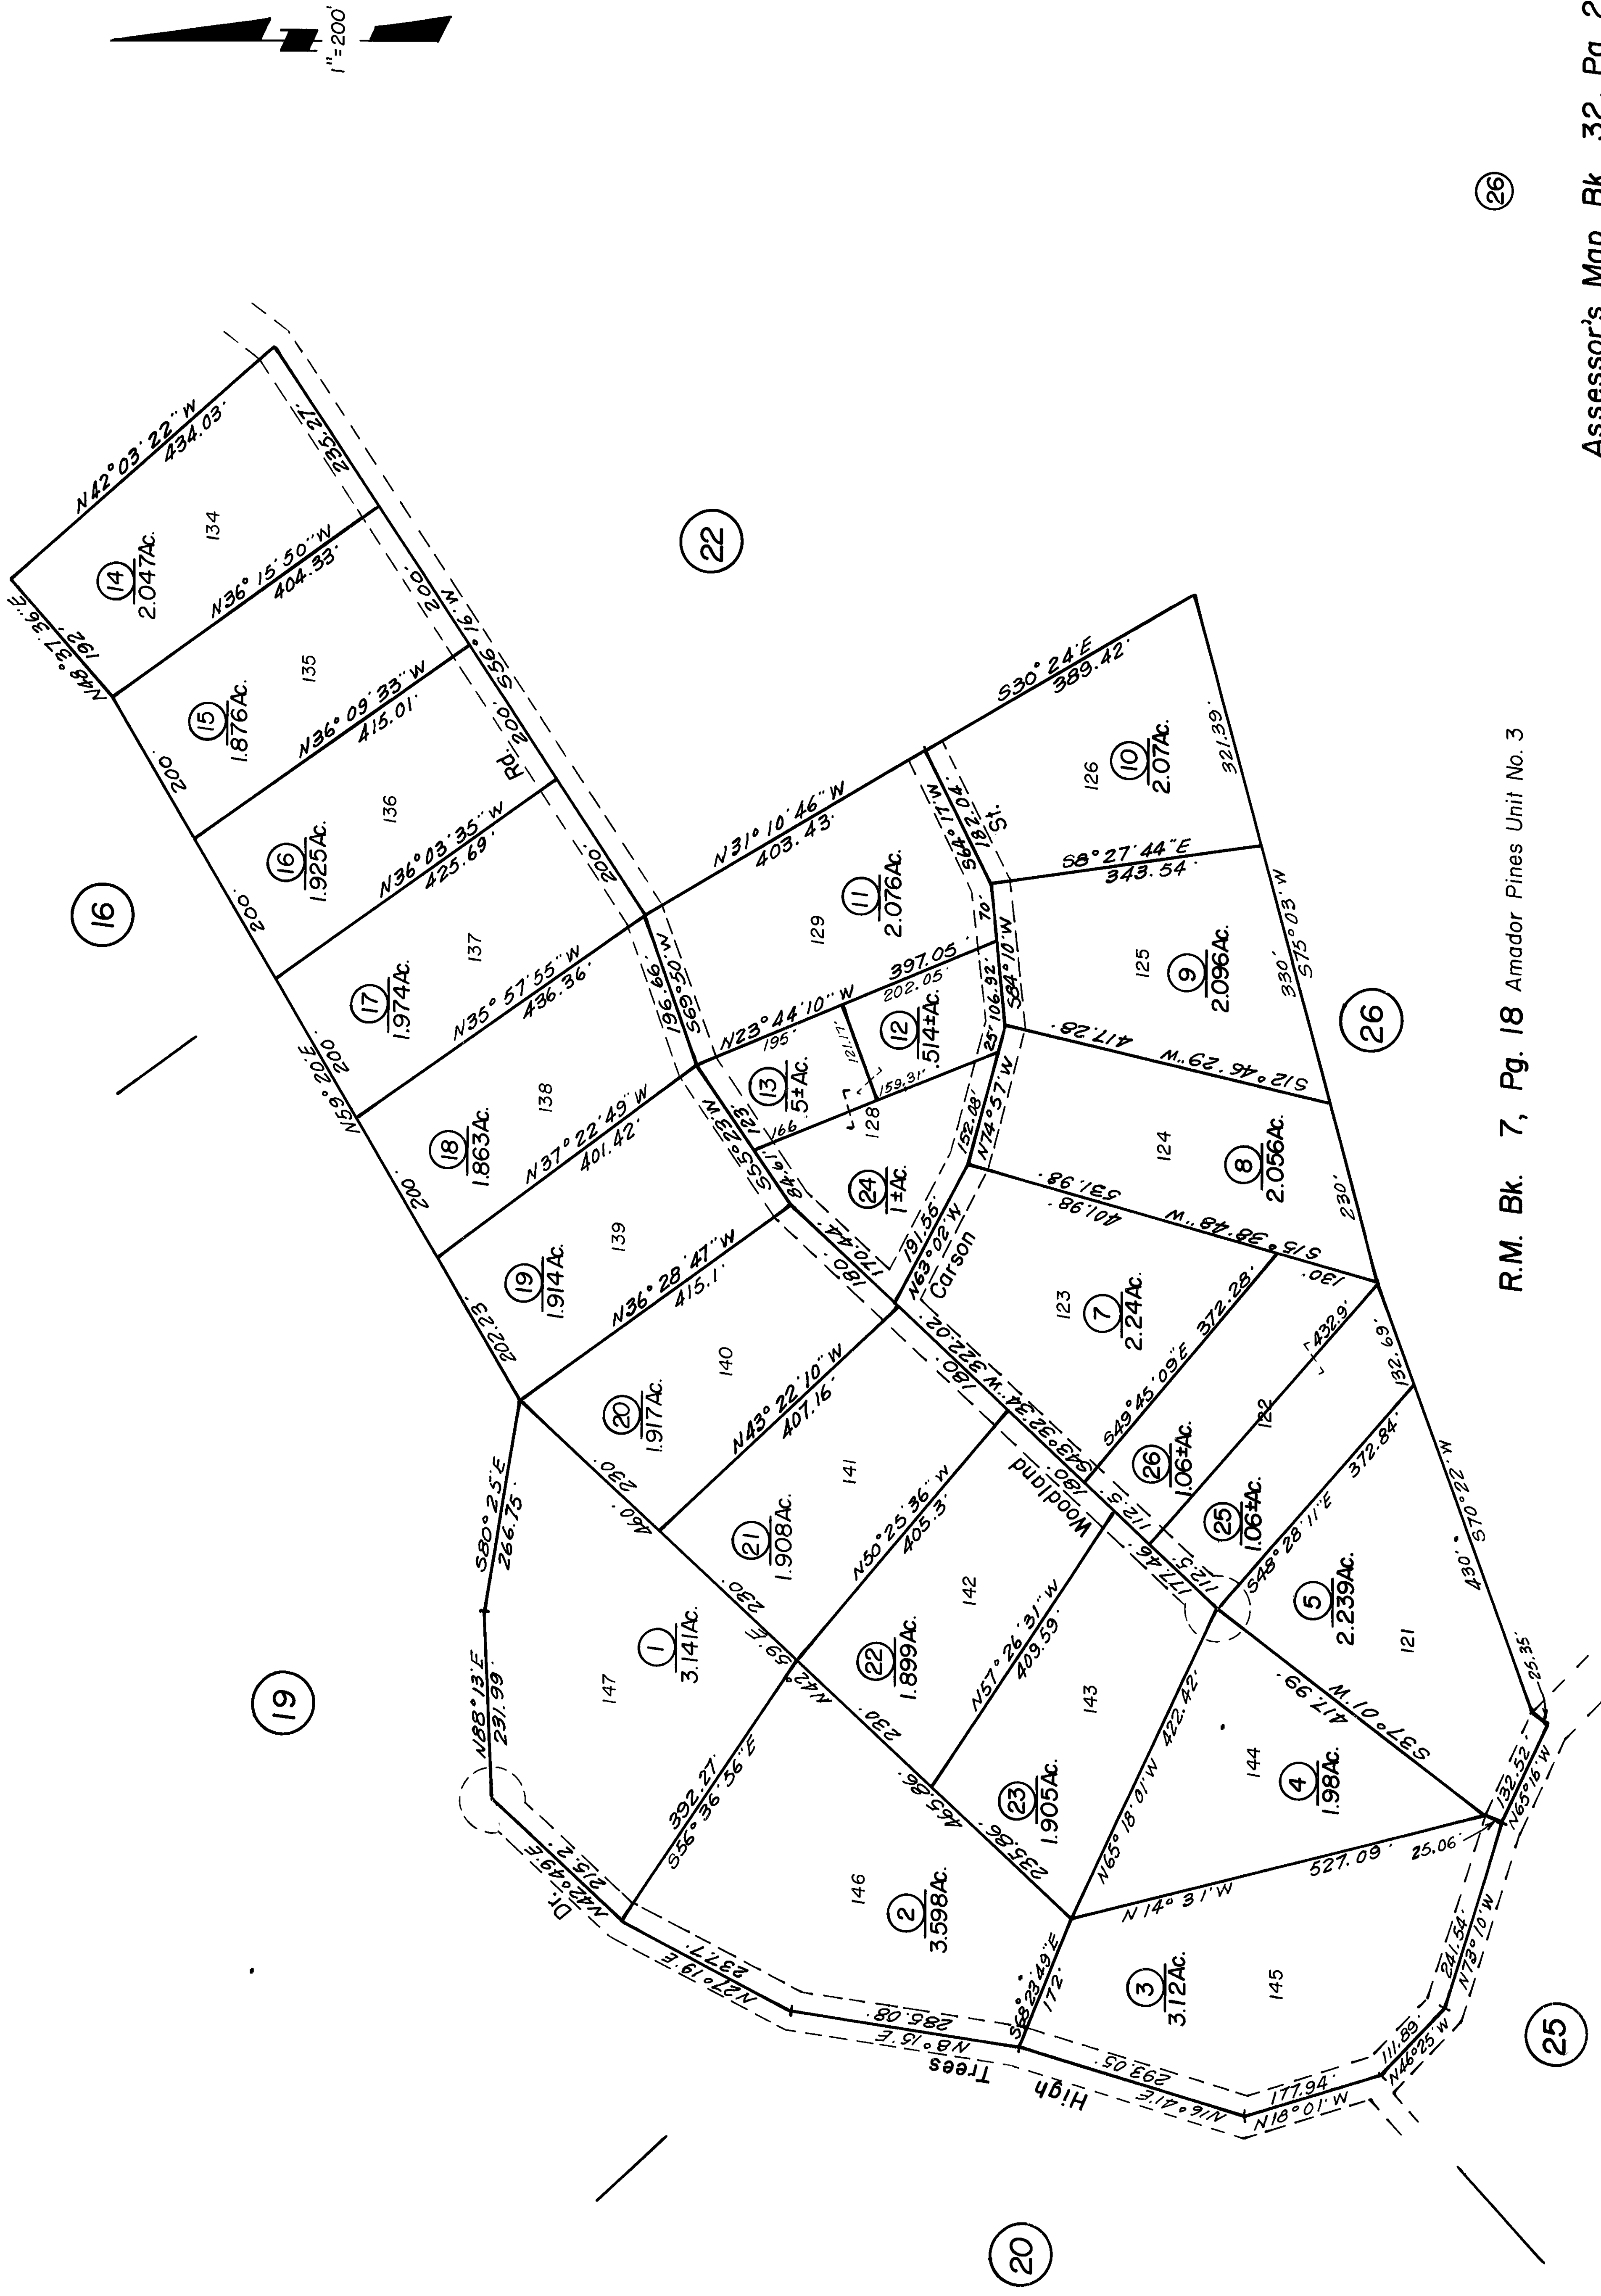 1"=200'
16
19
20
22
25
26
26
N48°37'36"E
192'
N42°03'22"W
434.03'
14
2.047Ac.
134
235.27'
N36°15'50"W
404.33'
200'
15
1.876Ac.
135
200'
N36°09'33"W
415.01'
S56°16'W
200'
16
1.925Ac.
136
200'
N36°03'35"W
425.69'
Rd.
200'
17
1.974Ac.
137
N59°20'E
200'
N35°57'55"W
436.36'
196.66'
S69°50'W
18
1.863Ac.
138
200'
N37°22'49"W
401.42'
S55°23'W
123'
84.61'
19
1.914Ac.
139
202.23'
N36°28'47"W
415.1'
180'
170.44'
20
1.917Ac.
140
230'
460'
N43°22'10"W
407.16'
180'
21
1.908Ac.
141
230'
N42°59'E
N50°25'36"W
405.3'
180'
22
1.899Ac.
142
230'
N57°26'31"W
409.59'
177.46'
23
1.905Ac.
143
235.86'
465.86'
N65°18'01"W
422.42'
S80°25'E
266.75'
N88°13'E
231.99'
1
3.141Ac.
147
N42°49'E
215.2'
Dr.
392.27'
S56°36'56"E
N27°19'E
237.7'
2
3.598Ac.
146
N8°15'E
285.08'
Trees
High
S68°23'49"E
172'
3
3.12Ac.
145
N16°41'E
293.05'
N18°01'W
177.94'
N46°25'W
111.89'
N73°10'W
241.54'
N14°31'W
527.09'
25.06'
4
1.98Ac.
144
S37°01'W
417.99'
N65°16'W
132.52'
25.35'
5
2.239Ac.
121
S70°22'W
430'
S48°28'11"E
372.84'
132.69'
112.5'
25
1.06±Ac.
122
432.9'
112.5'
26
1.06±Ac.
S49°45'09"E
372.28'
130'
Woodland
S43°32'34"W
322.02'
7
2.24Ac.
123
Carson
N63°02'W
191.56'
S15°38'48"W
401.98'
531.98'
24
1±Ac.
128
166'
159.31'
13
.5±Ac.
195'
121.17'
12
.514±Ac.
N23°44'10"W
397.05'
202.05'
11
2.076Ac.
129
N31°10'46"W
403.43'
S64°17'W
182.04'
St.
70'
S84°10'W
106.92'
25'
N74°57'W
152.08'
8
2.056Ac.
124
230'
S12°46'29"W
417.28'
9
2.096Ac.
125
330'
S75°03'W
S8°27'44"E
343.54'
10
2.07Ac.
126
321.39'
S30°24'E
389.42'
R.M. Bk. 7, Pg. 18 Amador Pines Unit No. 3
Assessor's Map Bk. 32, Pg. 2